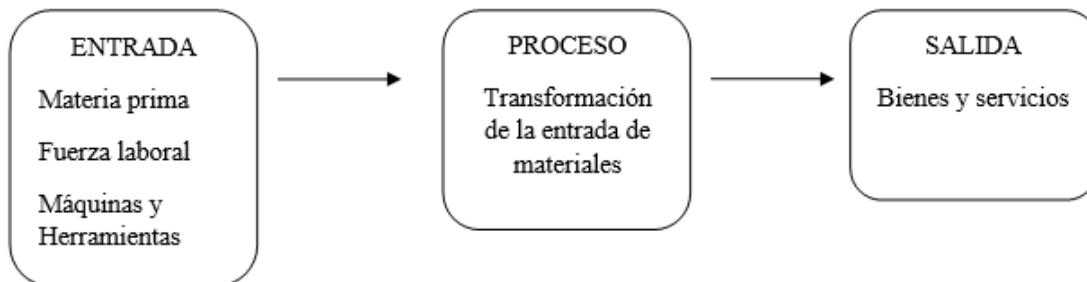 ENTRADA
Materia prima
Fuerza laboral
Máquinas y
Herramientas
PROCESO
Transformación
de la entrada de
materiales
SALIDA
Bienes y servicios